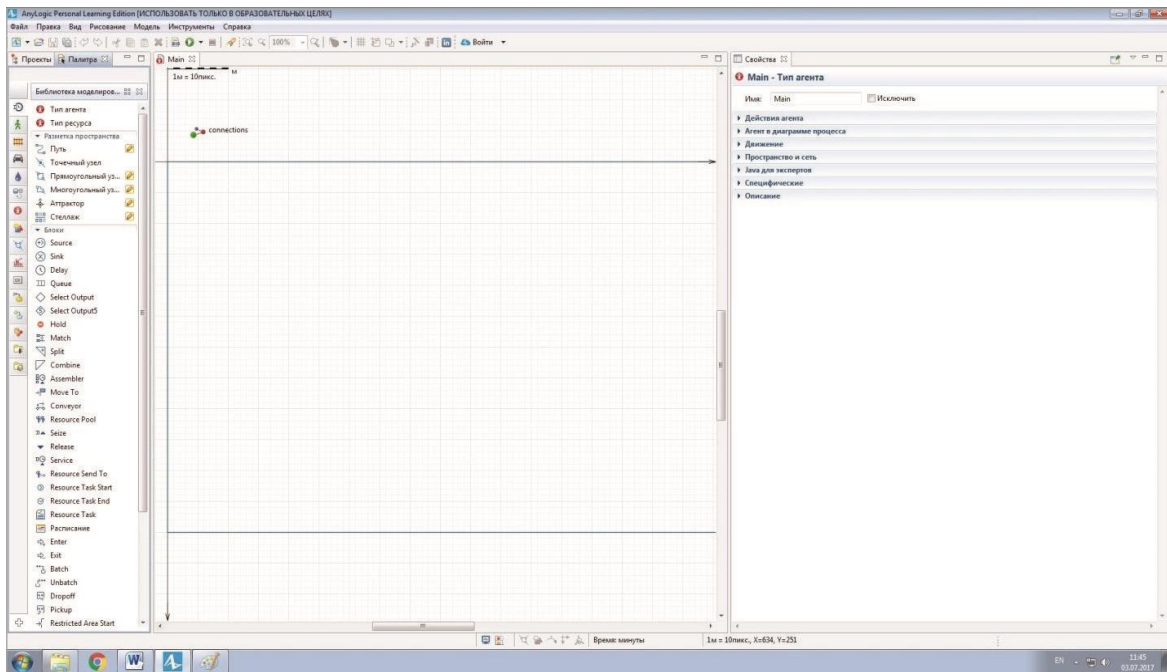 AnyLogic Personal Learning Edition [ИСПОЛЬЗОВАТЬ ТОЛЬКО В ОБРАЗОВАТЕЛЬНЫХ ЦЕЛЯХ]
Файл Правка Вид Рисование Модель Инструменты Справка
100% Войти
Проекты Палитра
Main
Свойства
Библиотека моделиров...
Тип агента
Тип ресурса
Разметка пространства
Путь
Точечный узел
Прямоугольный уз...
Многоугольный уз...
Аттрактор
Стеллаж
Блоки
Source
Sink
Delay
Queue
Select Output
Select Output5
Hold
Match
Split
Combine
Assembler
Move To
Conveyor
Resource Pool
Seize
Release
Service
Resource Send To
Resource Task Start
Resource Task End
Resource Task
Расписание
Enter
Exit
Batch
Unbatch
Dropoff
Pickup
Restricted Area Start
м
1м = 10пикс.
connections
Main - Тип агента
Имя: Main Исключить
Действия агента
Агент в диаграмме процесса
Движение
Пространство и сеть
Java для экспертов
Специфические
Описание
Время: минуты
1м = 10пикс., X=634, Y=251
EN
11:45
03.07.2017